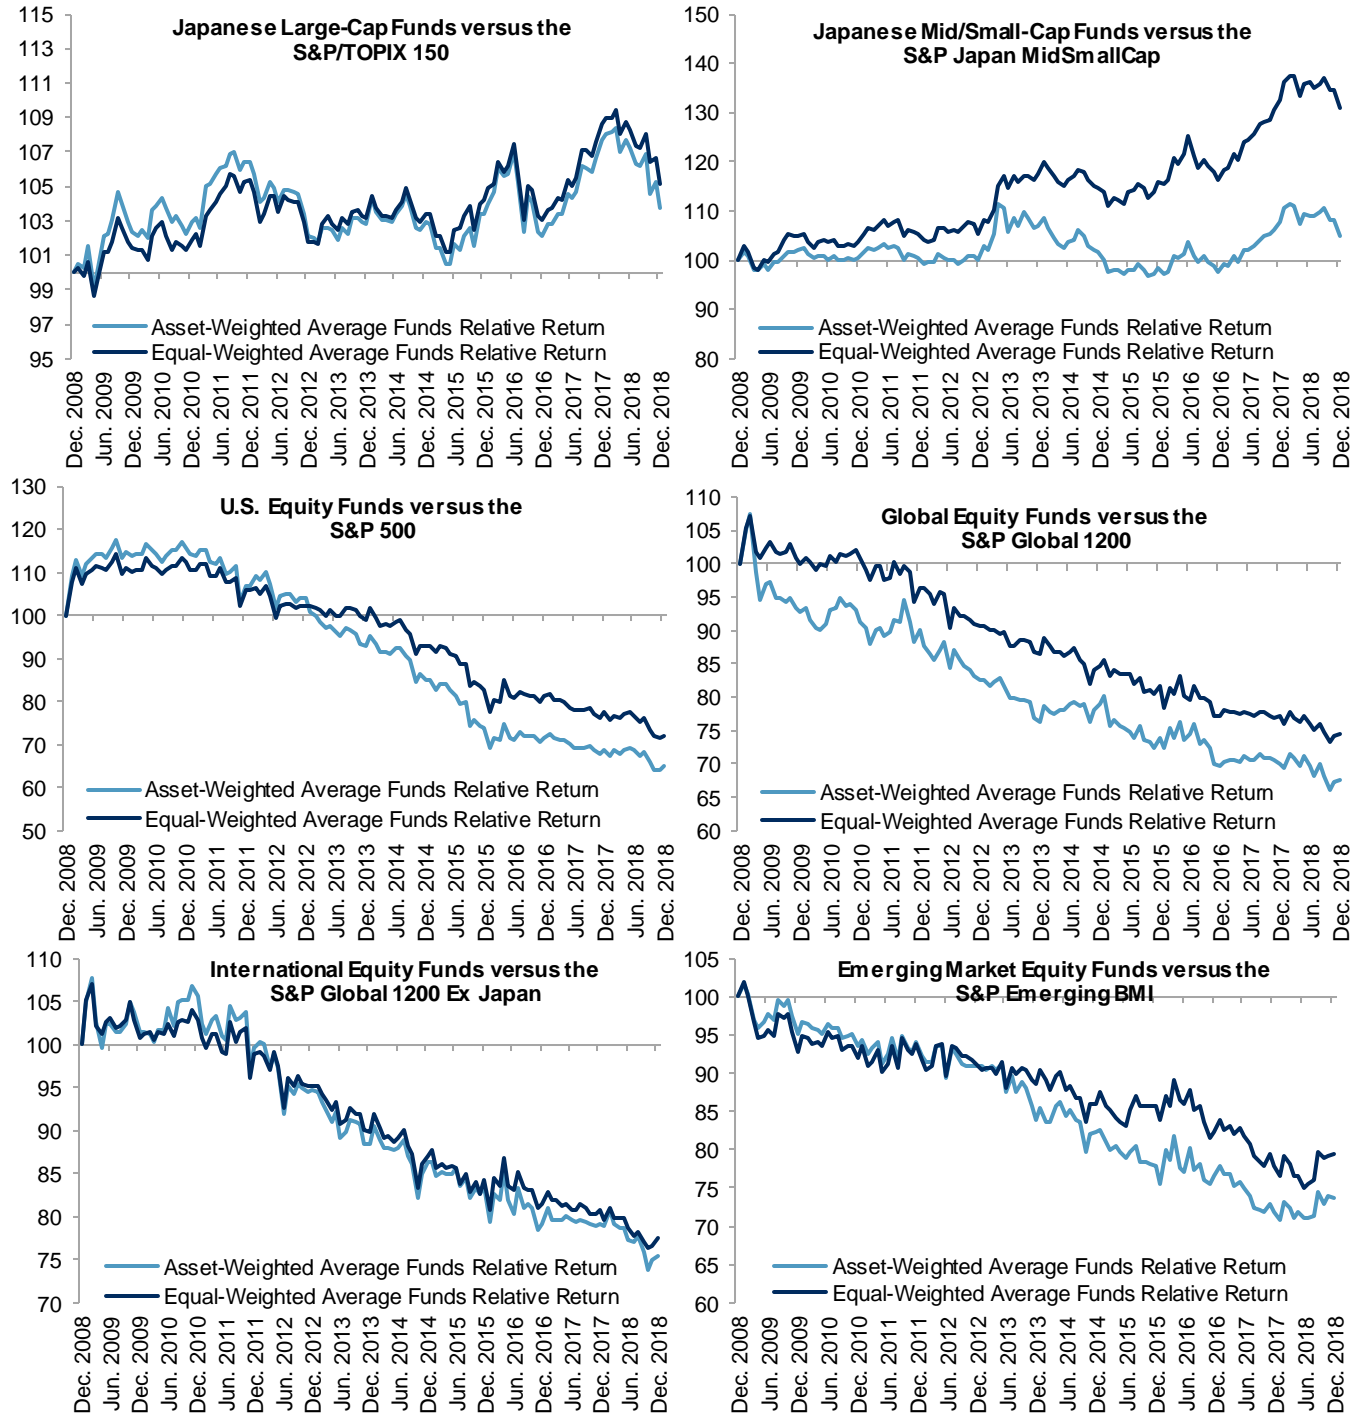 Japanese Large-Cap Funds versus the
S&P/TOPIX 150
115
113
111
109
107
105
103
101
99
97
95
Asset-Weighted Average Funds Relative Return
Equal-Weighted Average Funds Relative Return
Dec. 2008
Jun. 2009
Dec. 2009
Jun. 2010
Dec. 2010
Jun. 2011
Dec. 2011
Jun. 2012
Dec. 2012
Jun. 2013
Dec. 2013
Jun. 2014
Dec. 2014
Jun. 2015
Dec. 2015
Jun. 2016
Dec. 2016
Jun. 2017
Dec. 2017
Jun. 2018
Dec. 2018
Japanese Mid/Small-Cap Funds versus the
S&P Japan MidSmallCap
150
140
130
120
110
100
90
80
Asset-Weighted Average Funds Relative Return
Equal-Weighted Average Funds Relative Return
Dec. 2008
Jun. 2009
Dec. 2009
Jun. 2010
Dec. 2010
Jun. 2011
Dec. 2011
Jun. 2012
Dec. 2012
Jun. 2013
Dec. 2013
Jun. 2014
Dec. 2014
Jun. 2015
Dec. 2015
Jun. 2016
Dec. 2016
Jun. 2017
Dec. 2017
Jun. 2018
Dec. 2018
U.S. Equity Funds versus the
S&P 500
130
120
110
100
90
80
70
60
50
Asset-Weighted Average Funds Relative Return
Equal-Weighted Average Funds Relative Return
Dec. 2008
Jun. 2009
Dec. 2009
Jun. 2010
Dec. 2010
Jun. 2011
Dec. 2011
Jun. 2012
Dec. 2012
Jun. 2013
Dec. 2013
Jun. 2014
Dec. 2014
Jun. 2015
Dec. 2015
Jun. 2016
Dec. 2016
Jun. 2017
Dec. 2017
Jun. 2018
Dec. 2018
Global Equity Funds versus the
S&P Global 1200
110
105
100
95
90
85
80
75
70
65
60
Asset-Weighted Average Funds Relative Return
Equal-Weighted Average Funds Relative Return
Dec. 2008
Jun. 2009
Dec. 2009
Jun. 2010
Dec. 2010
Jun. 2011
Dec. 2011
Jun. 2012
Dec. 2012
Jun. 2013
Dec. 2013
Jun. 2014
Dec. 2014
Jun. 2015
Dec. 2015
Jun. 2016
Dec. 2016
Jun. 2017
Dec. 2017
Jun. 2018
Dec. 2018
International Equity Funds versus the
S&P Global 1200 Ex Japan
110
105
100
95
90
85
80
75
70
Asset-Weighted Average Funds Relative Return
Equal-Weighted Average Funds Relative Return
Dec. 2008
Jun. 2009
Dec. 2009
Jun. 2010
Dec. 2010
Jun. 2011
Dec. 2011
Jun. 2012
Dec. 2012
Jun. 2013
Dec. 2013
Jun. 2014
Dec. 2014
Jun. 2015
Dec. 2015
Jun. 2016
Dec. 2016
Jun. 2017
Dec. 2017
Jun. 2018
Dec. 2018
Emerging Market Equity Funds versus the
S&P Emerging BMI
105
100
95
90
85
80
75
70
65
60
Asset-Weighted Average Funds Relative Return
Equal-Weighted Average Funds Relative Return
Dec. 2008
Jun. 2009
Dec. 2009
Jun. 2010
Dec. 2010
Jun. 2011
Dec. 2011
Jun. 2012
Dec. 2012
Jun. 2013
Dec. 2013
Jun. 2014
Dec. 2014
Jun. 2015
Dec. 2015
Jun. 2016
Dec. 2016
Jun. 2017
Dec. 2017
Jun. 2018
Dec. 2018